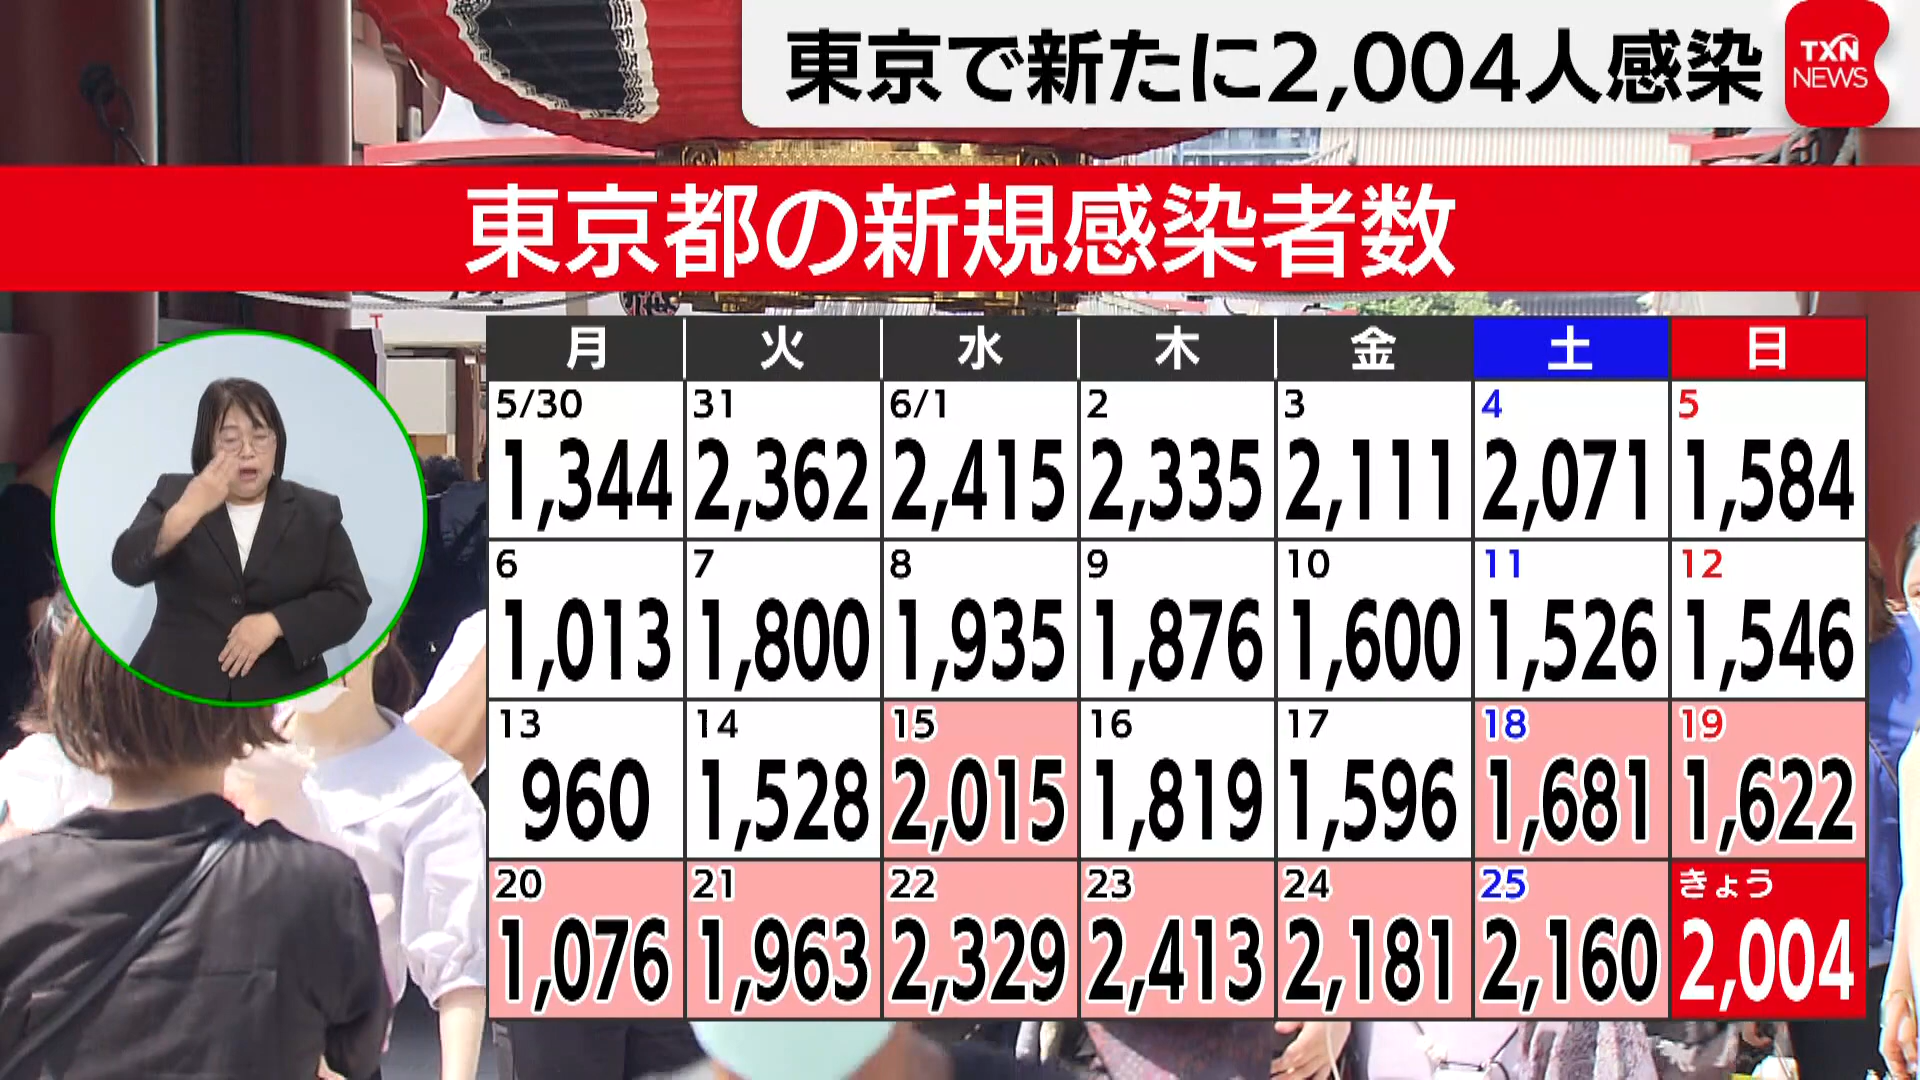 東京で新たに2,004人感染
TXN
NEWS
東京都の新規感染者数
月 火 水 木 金 土 日
5/30 31 6/1 2 3 4 5
1,344 2,362 2,415 2,335 2,111 2,071 1,584
6 7 8 9 10 11 12
1,013 1,800 1,935 1,876 1,600 1,526 1,546
13 14 15 16 17 18 19
960 1,528 2,015 1,819 1,596 1,681 1,622
20 21 22 23 24 25 きょう
1,076 1,963 2,329 2,413 2,181 2,160 2,004